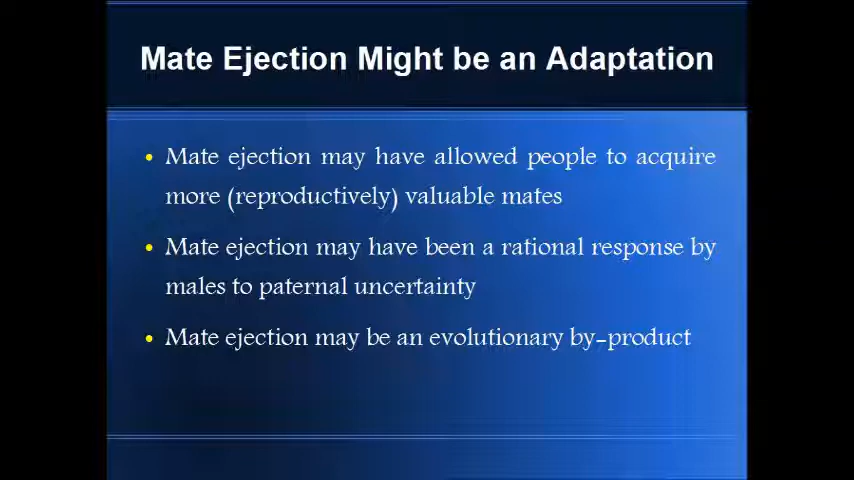 Mate Ejection Might be an Adaptation
• Mate ejection may have allowed people to acquire
more (reproductively) valuable mates
• Mate ejection may have been a rational response by
males to paternal uncertainty
• Mate ejection may be an evolutionary by-product